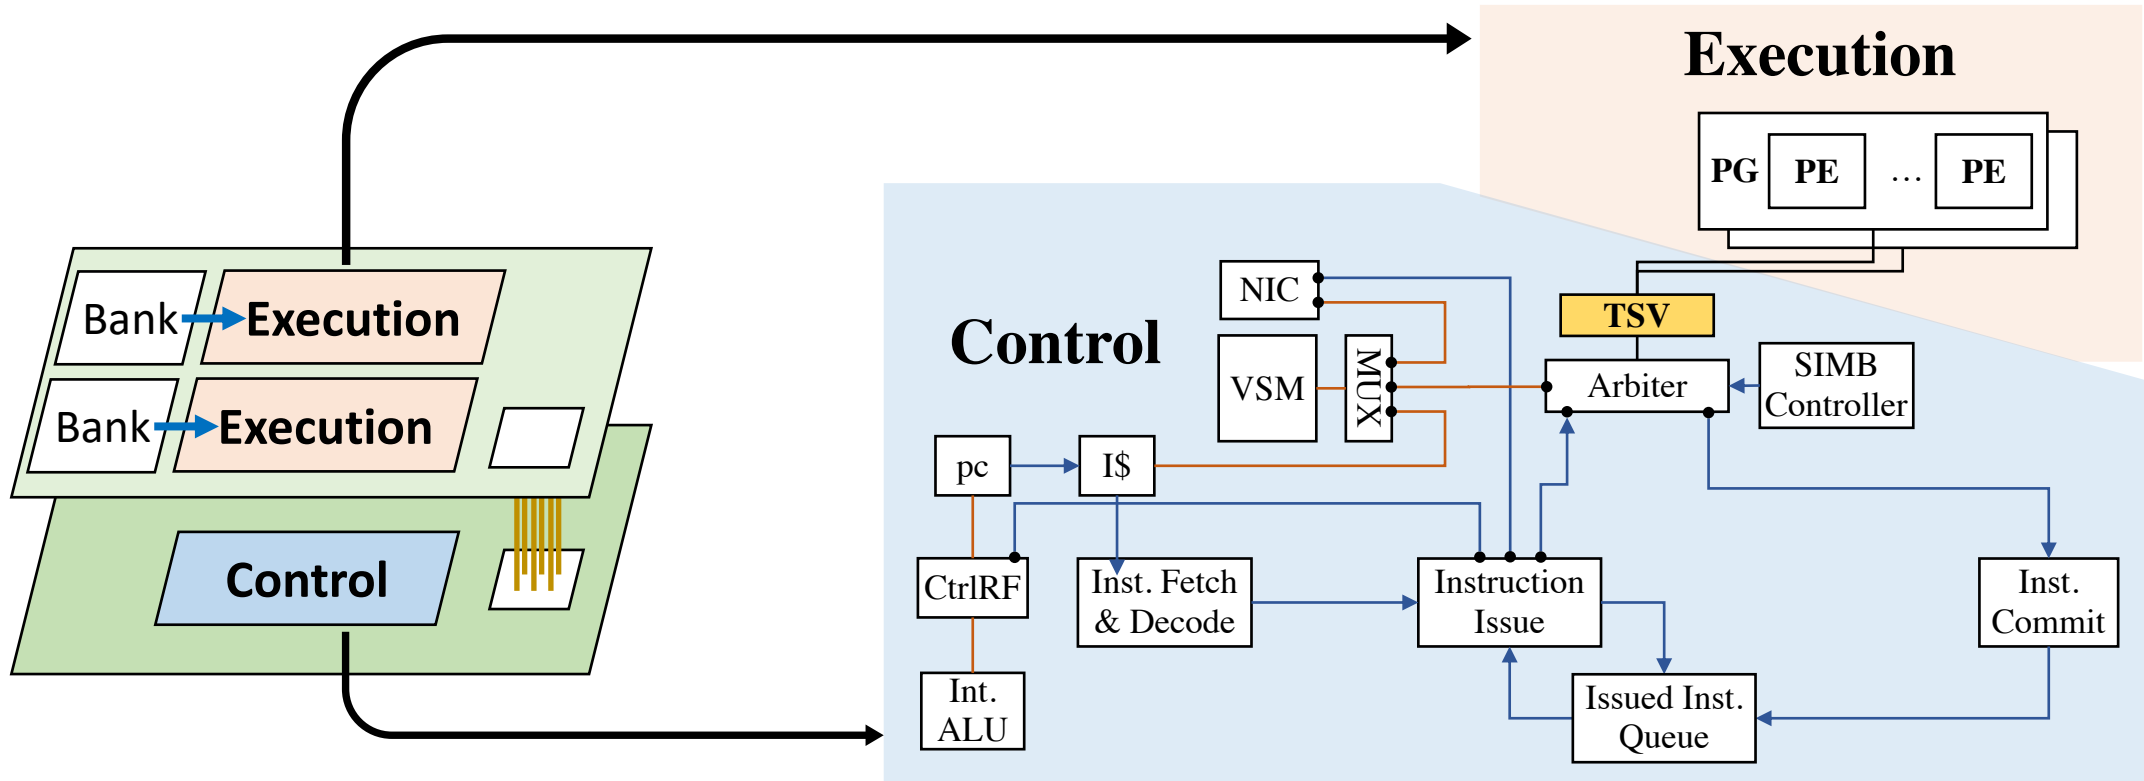 Execution
PG PE ... PE
NIC
TSV
Control
VSM
MUX
Arbiter
SIMB
Controller
Bank Execution
Bank Execution
pc
I$
Control
CtrlRF
Inst. Fetch
& Decode
Instruction
Issue
Inst.
Commit
Int.
ALU
Issued Inst.
Queue